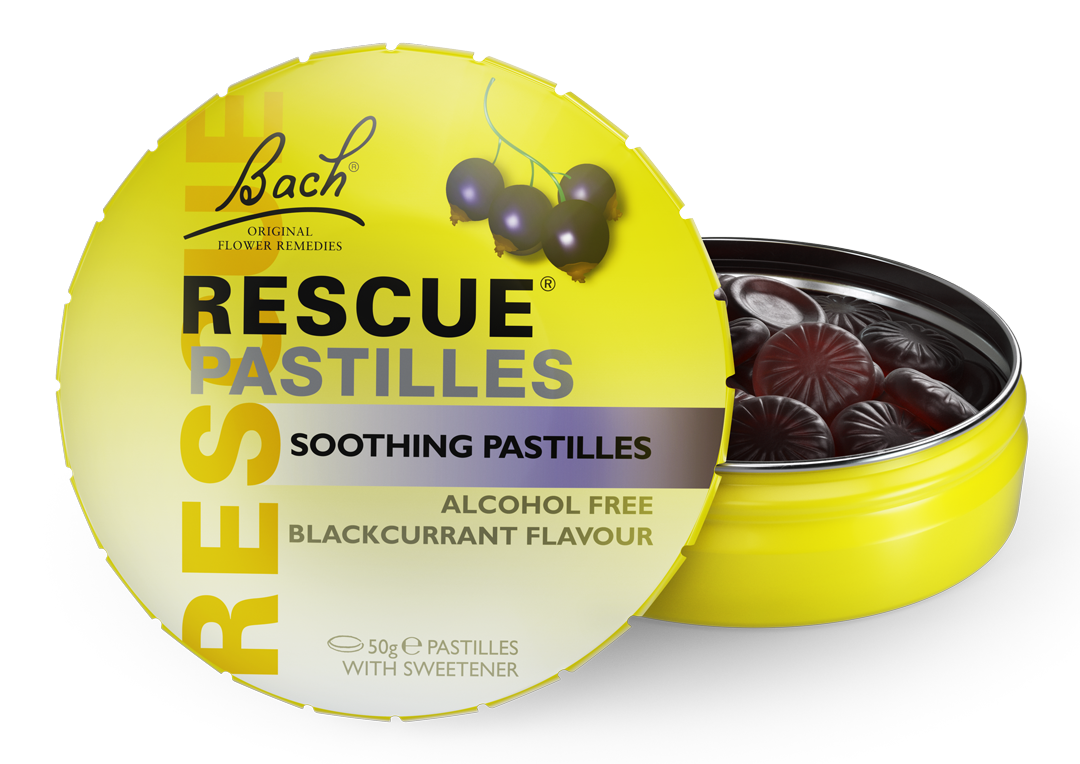 Bach®
ORIGINAL
FLOWER REMEDIES
RESCUE®
PASTILLES
SOOTHING PASTILLES
ALCOHOL FREE
BLACKCURRANT FLAVOUR
50g ℮ PASTILLES
WITH SWEETENER
RESCUE